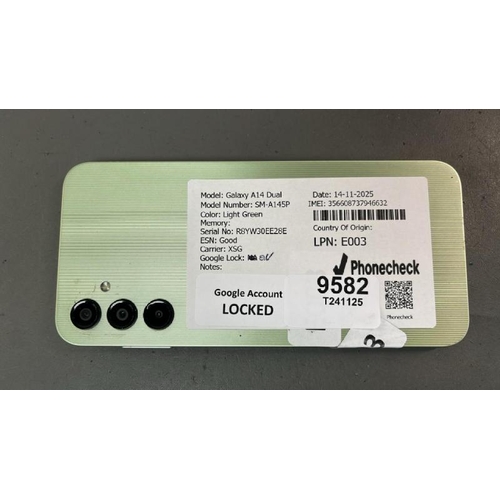 Model: Galaxy A14 Dual
Model Number: SM-A145P
Color: Light Green
Memory:
Serial No: R8YW30EE28E
ESN: Good
Carrier: XSG
Google Lock:
Notes:
Date: 14-11-2025
IMEI: 356608737946632
Country Of Origin:
LPN: E003
Phonecheck
Google Account
LOCKED
9582
T241125
Phonecheck
3